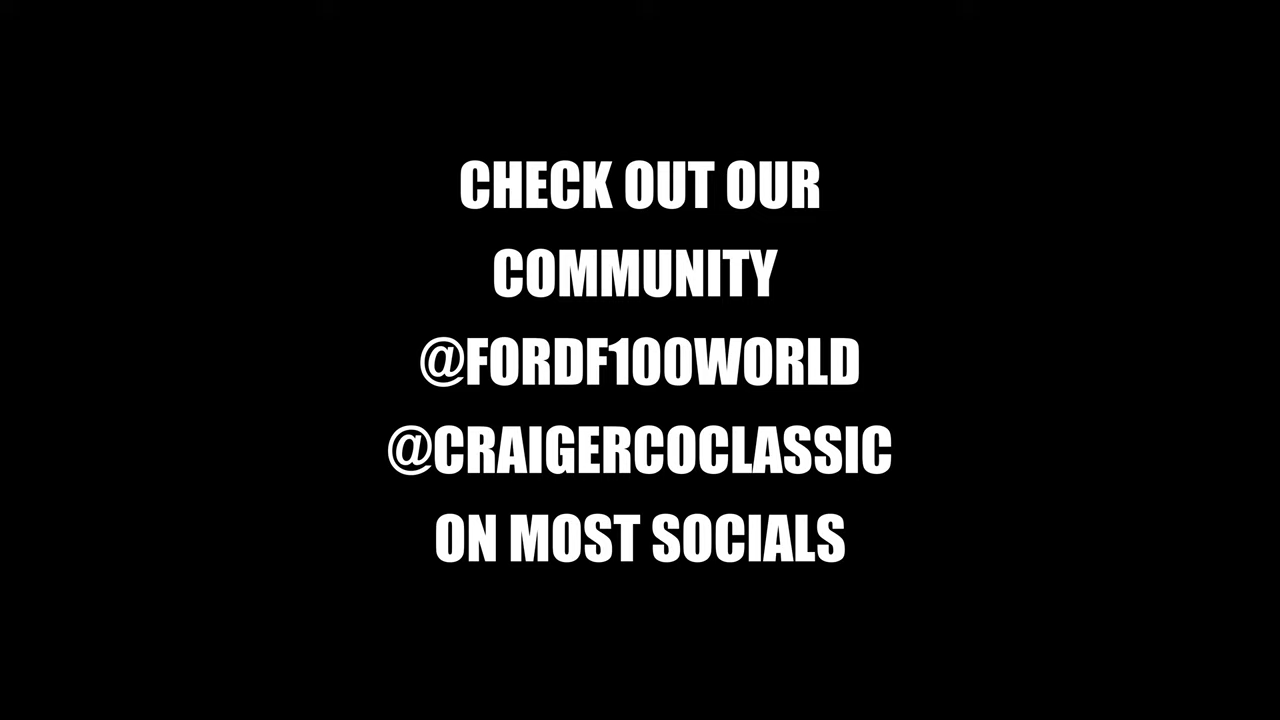 CHECK OUT OUR
COMMUNITY
@FORDF100WORLD
@CRAIGERCOCLASSIC
ON MOST SOCIALS